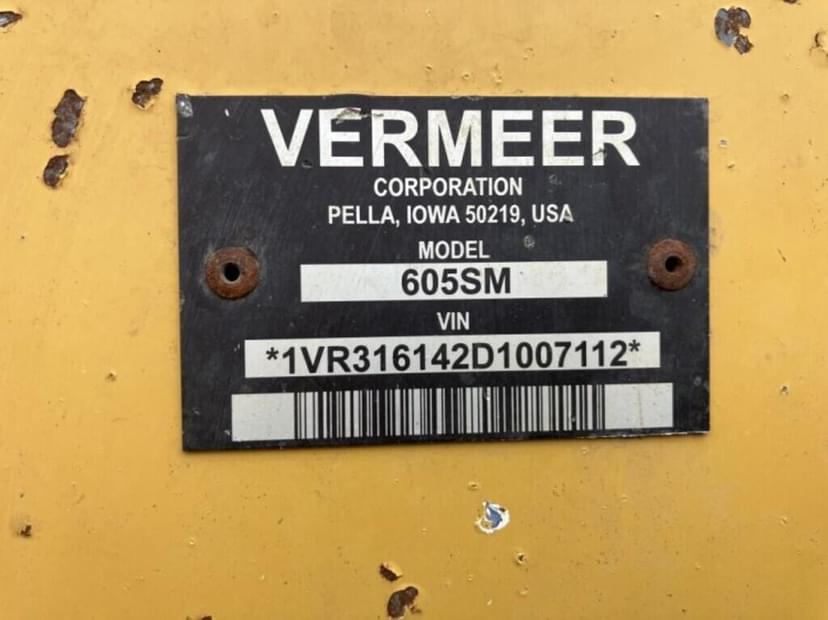 VERMEER
CORPORATION
PELLA, IOWA 50219, USA
MODEL
605SM
VIN
*1VR316142D1007112*